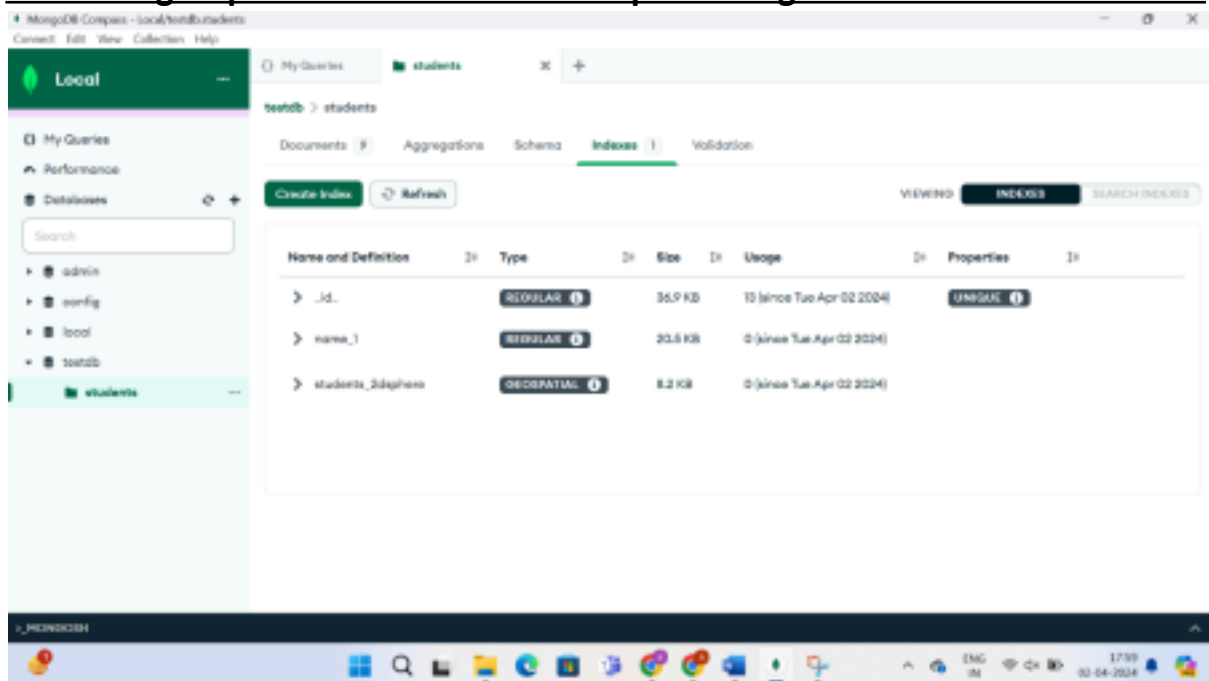 MongoDB Compass - Local/testdb.students
Connect Edit View Collection Help
Local
My Queries
students
testdb > students
My Queries
Performance
Databases
Search
admin
config
local
testdb
students
Documents 9 Aggregations Schema Indexes 1 Validation
Create Index Refresh
VIEWING INDEXES SEARCH INDEXES
Name and Definition Type Size Usage Properties
_id_ REGULAR 36.9 KB 13 (since Tue Apr 02 2024) UNIQUE
name_1 REGULAR 20.5 KB 0 (since Tue Apr 02 2024)
students_2dsphere GEOSPATIAL 8.2 KB 0 (since Tue Apr 02 2024)
>_MONGOSH
ENG
IN
17:59
02-04-2024